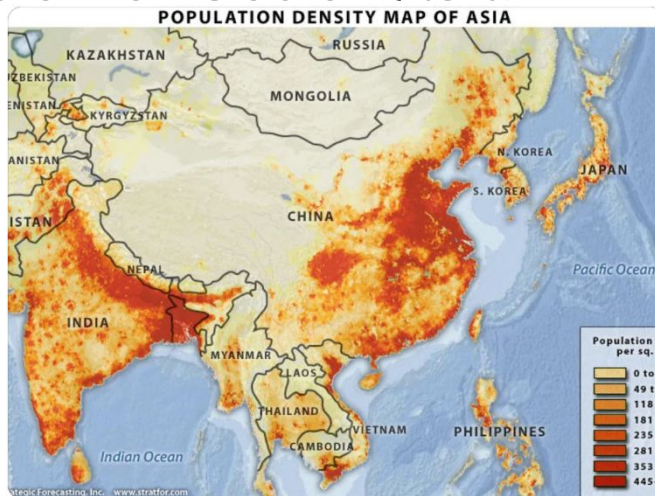 POPULATION DENSITY MAP OF ASIA
RUSSIA
KAZAKHSTAN
ZBEKISTAN
MONGOLIA
ENISTAN
KYRGYZSTAN
N. KOREA
ANISTAN
JAPAN
S. KOREA
CHINA
ISTAN
NEPAL
Pacific Ocean
INDIA
Population
per sq.
MYANMAR
LAOS
0 to
49 t
118
THAILAND
181
VIETNAM
PHILIPPINES
235
CAMBODIA
281
Indian Ocean
353
445
ategic Forecasting, Inc. www.stratfor.com